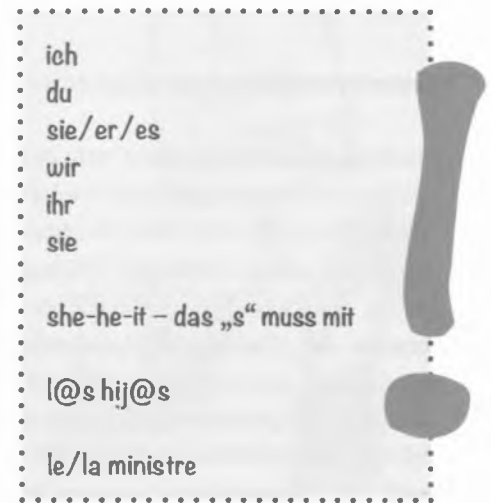 ich
du
sie/er/es
wir
ihr
sie
she-he-it – das „s“ muss mit
l@s hij@s
le/la ministre
!